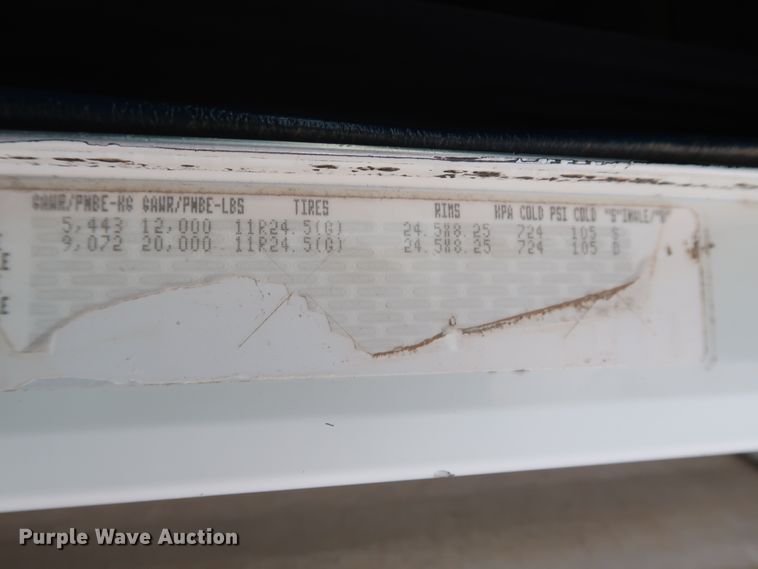 GAWR/PNBE-KG GAWR/PNBE-LBS TIRES RIMS KPA COLD PSI COLD
5,443 12,000 11R24.5(G) 24.5X8.25 724 105 S
9,072 20,000 11R24.5(G) 24.5X8.25 724 105 D
E
E
Purple Wave Auction